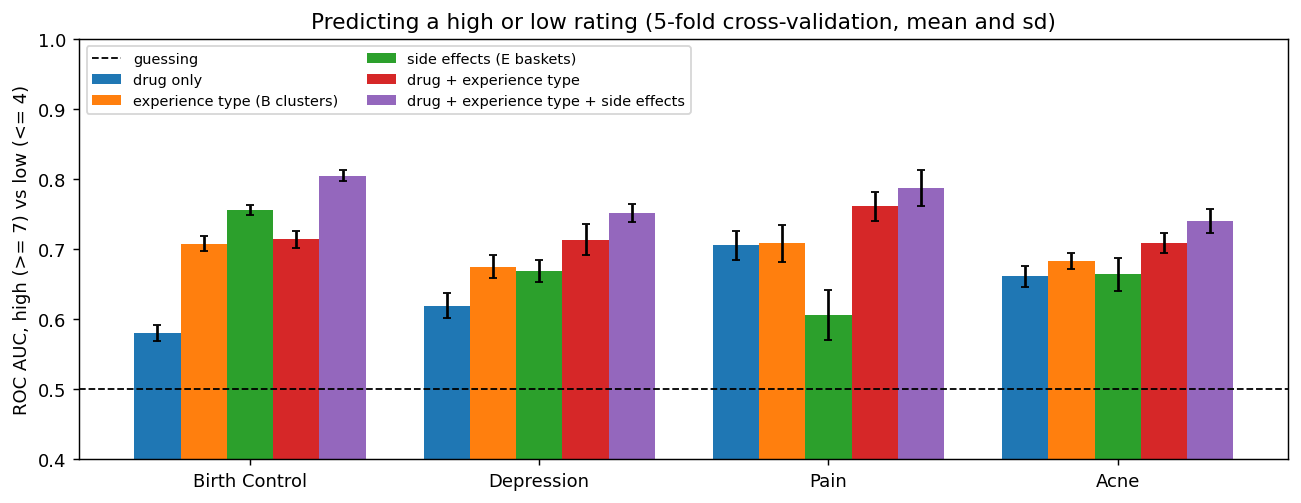 Predicting a high or low rating (5-fold cross-validation, mean and sd)
ROC AUC, high (>= 7) vs low (<= 4)
1.0
0.9
0.8
0.7
0.6
0.5
0.4
guessing
drug only
experience type (B clusters)
side effects (E baskets)
drug + experience type
drug + experience type + side effects
Birth Control
Depression
Pain
Acne